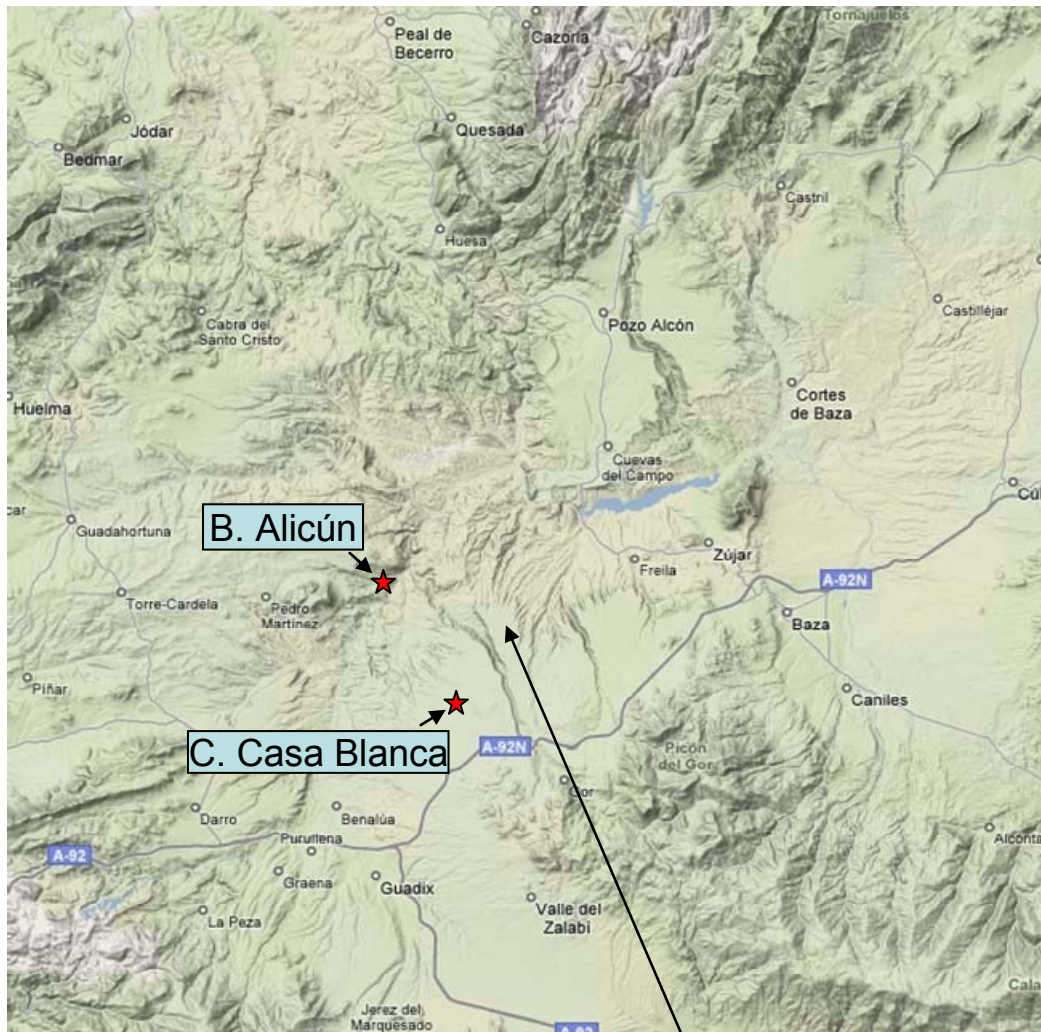 Tornajuelos
Peal de
Becerro
Cazorla
Jódar
Quesada
Bedmar
Castril
Huesa
Castilléjar
Cabra del
Santo Cristo
Pozo Alcón
Huelma
Cortes
de Baza
Cuevas
del Campo
B. Alicún
Guadahortuna
Zújar
Freila
A-92N
Torre-Cardela
Pedro
Martínez
Baza
Píñar
Caniles
C. Casa Blanca
A-92N
Picón
del Gor
Gor
Darro
Benalúa
Purullena
A-92
Graena
Guadix
La Peza
Valle del
Zalabí
Jerez del
Marquesado
A-92